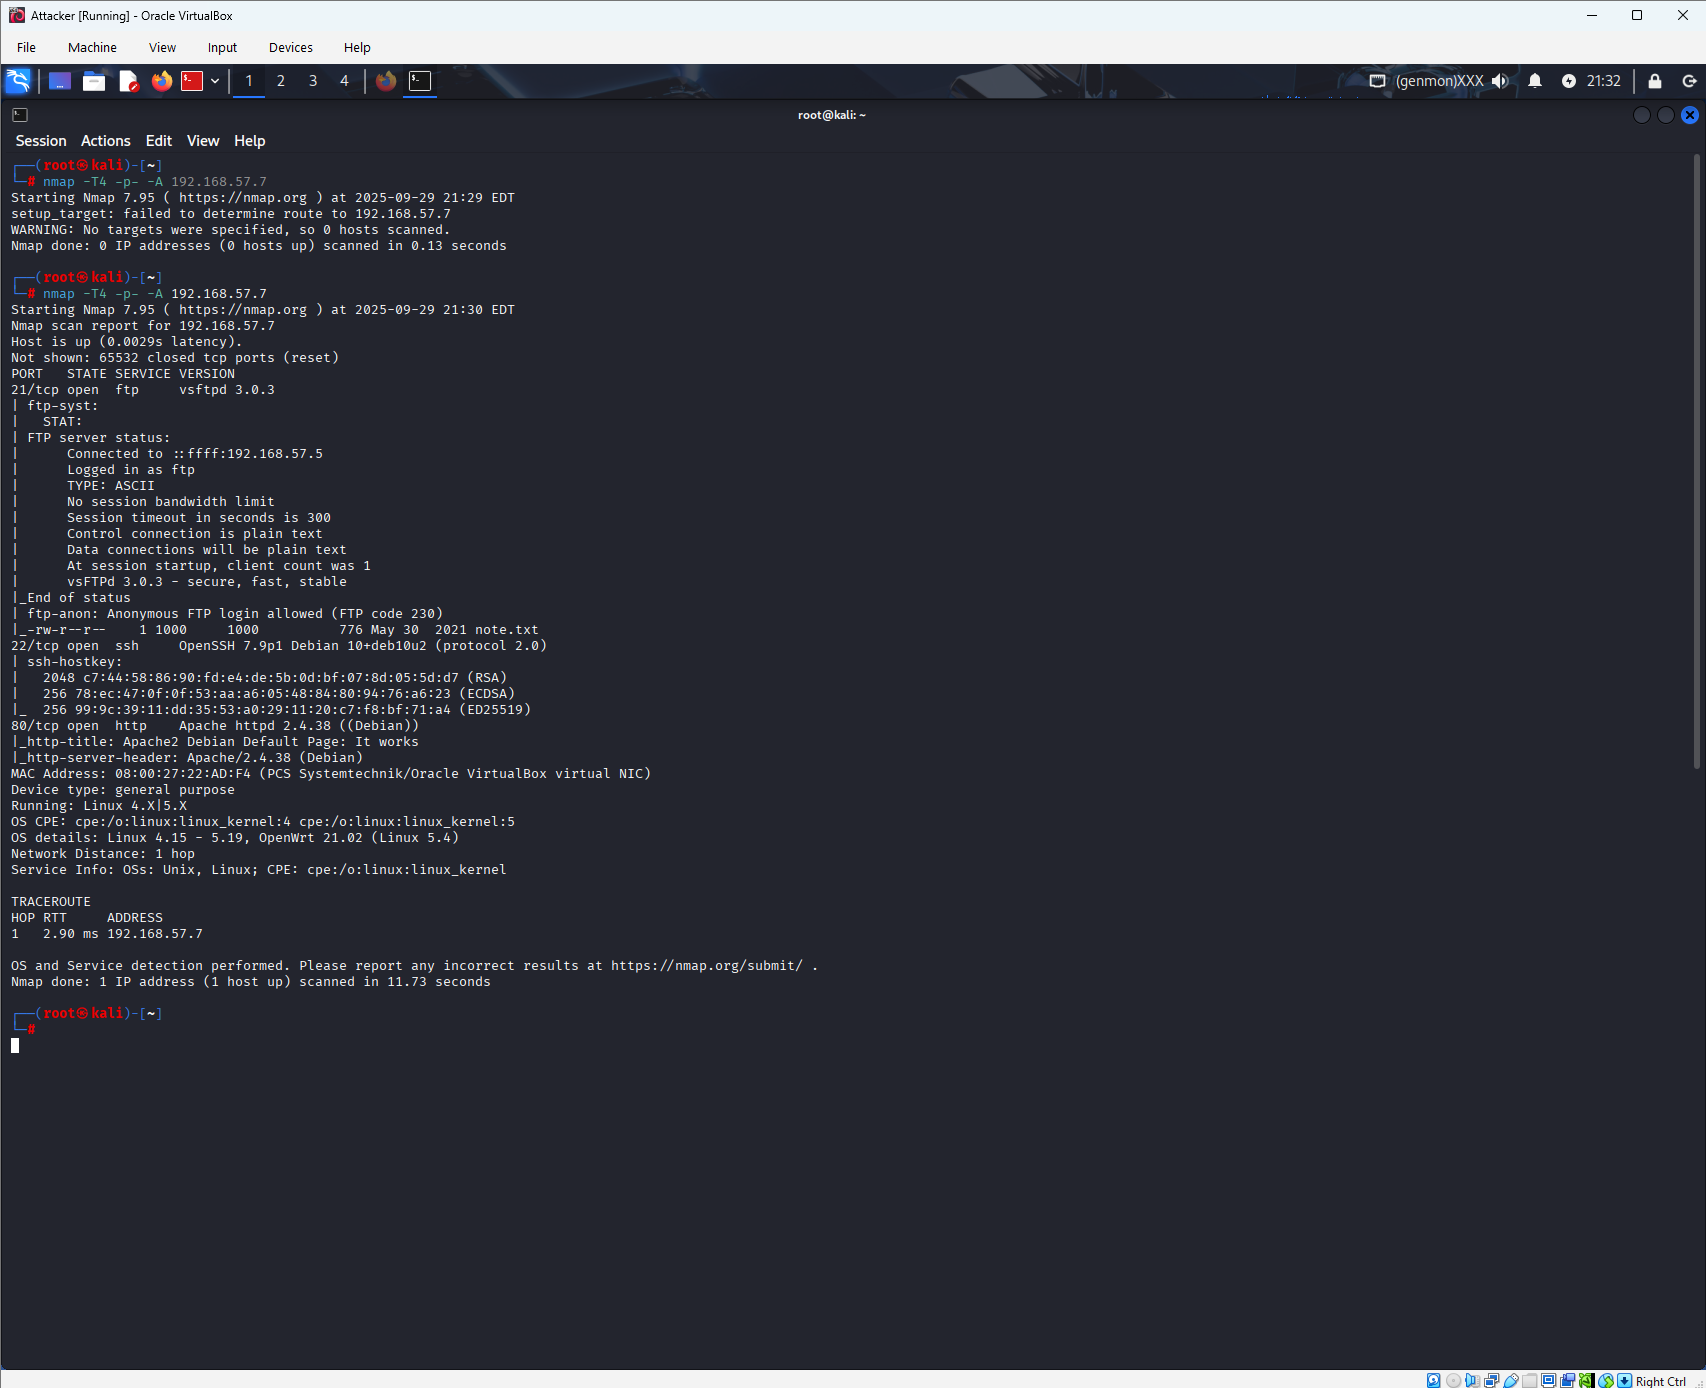 Attacker [Running] - Oracle VirtualBox
File Machine View Input Devices Help
1 2 3 4 (genmon)XXX 21:32
root@kali: ~
Session Actions Edit View Help
┌──(root㉿kali)-[~]
└─# nmap -T4 -p- -A 192.168.57.7
Starting Nmap 7.95 ( https://nmap.org ) at 2025-09-29 21:29 EDT
setup_target: failed to determine route to 192.168.57.7
WARNING: No targets were specified, so 0 hosts scanned.
Nmap done: 0 IP addresses (0 hosts up) scanned in 0.13 seconds
┌──(root㉿kali)-[~]
└─# nmap -T4 -p- -A 192.168.57.7
Starting Nmap 7.95 ( https://nmap.org ) at 2025-09-29 21:30 EDT
Nmap scan report for 192.168.57.7
Host is up (0.0029s latency).
Not shown: 65532 closed tcp ports (reset)
PORT   STATE SERVICE VERSION
21/tcp open  ftp     vsftpd 3.0.3
| ftp-syst:
|   STAT:
| FTP server status:
|      Connected to ::ffff:192.168.57.5
|      Logged in as ftp
|      TYPE: ASCII
|      No session bandwidth limit
|      Session timeout in seconds is 300
|      Control connection is plain text
|      Data connections will be plain text
|      At session startup, client count was 1
|      vsFTPd 3.0.3 - secure, fast, stable
|_End of status
| ftp-anon: Anonymous FTP login allowed (FTP code 230)
|_-rw-r--r--    1 1000     1000          776 May 30  2021 note.txt
22/tcp open  ssh     OpenSSH 7.9p1 Debian 10+deb10u2 (protocol 2.0)
| ssh-hostkey:
|   2048 c7:44:58:86:90:fd:e4:de:5b:0d:bf:07:8d:05:5d:d7 (RSA)
|   256 78:ec:47:0f:0f:53:aa:a6:05:48:84:80:94:76:a6:23 (ECDSA)
|_  256 99:9c:39:11:dd:35:53:a0:29:11:20:c7:f8:bf:71:a4 (ED25519)
80/tcp open  http    Apache httpd 2.4.38 ((Debian))
|_http-title: Apache2 Debian Default Page: It works
|_http-server-header: Apache/2.4.38 (Debian)
MAC Address: 08:00:27:22:AD:F4 (PCS Systemtechnik/Oracle VirtualBox virtual NIC)
Device type: general purpose
Running: Linux 4.X|5.X
OS CPE: cpe:/o:linux:linux_kernel:4 cpe:/o:linux:linux_kernel:5
OS details: Linux 4.15 - 5.19, OpenWrt 21.02 (Linux 5.4)
Network Distance: 1 hop
Service Info: OSs: Unix, Linux; CPE: cpe:/o:linux:linux_kernel
TRACEROUTE
HOP RTT     ADDRESS
1   2.90 ms 192.168.57.7
OS and Service detection performed. Please report any incorrect results at https://nmap.org/submit/ .
Nmap done: 1 IP address (1 host up) scanned in 11.73 seconds
┌──(root㉿kali)-[~]
└─#
Right Ctrl